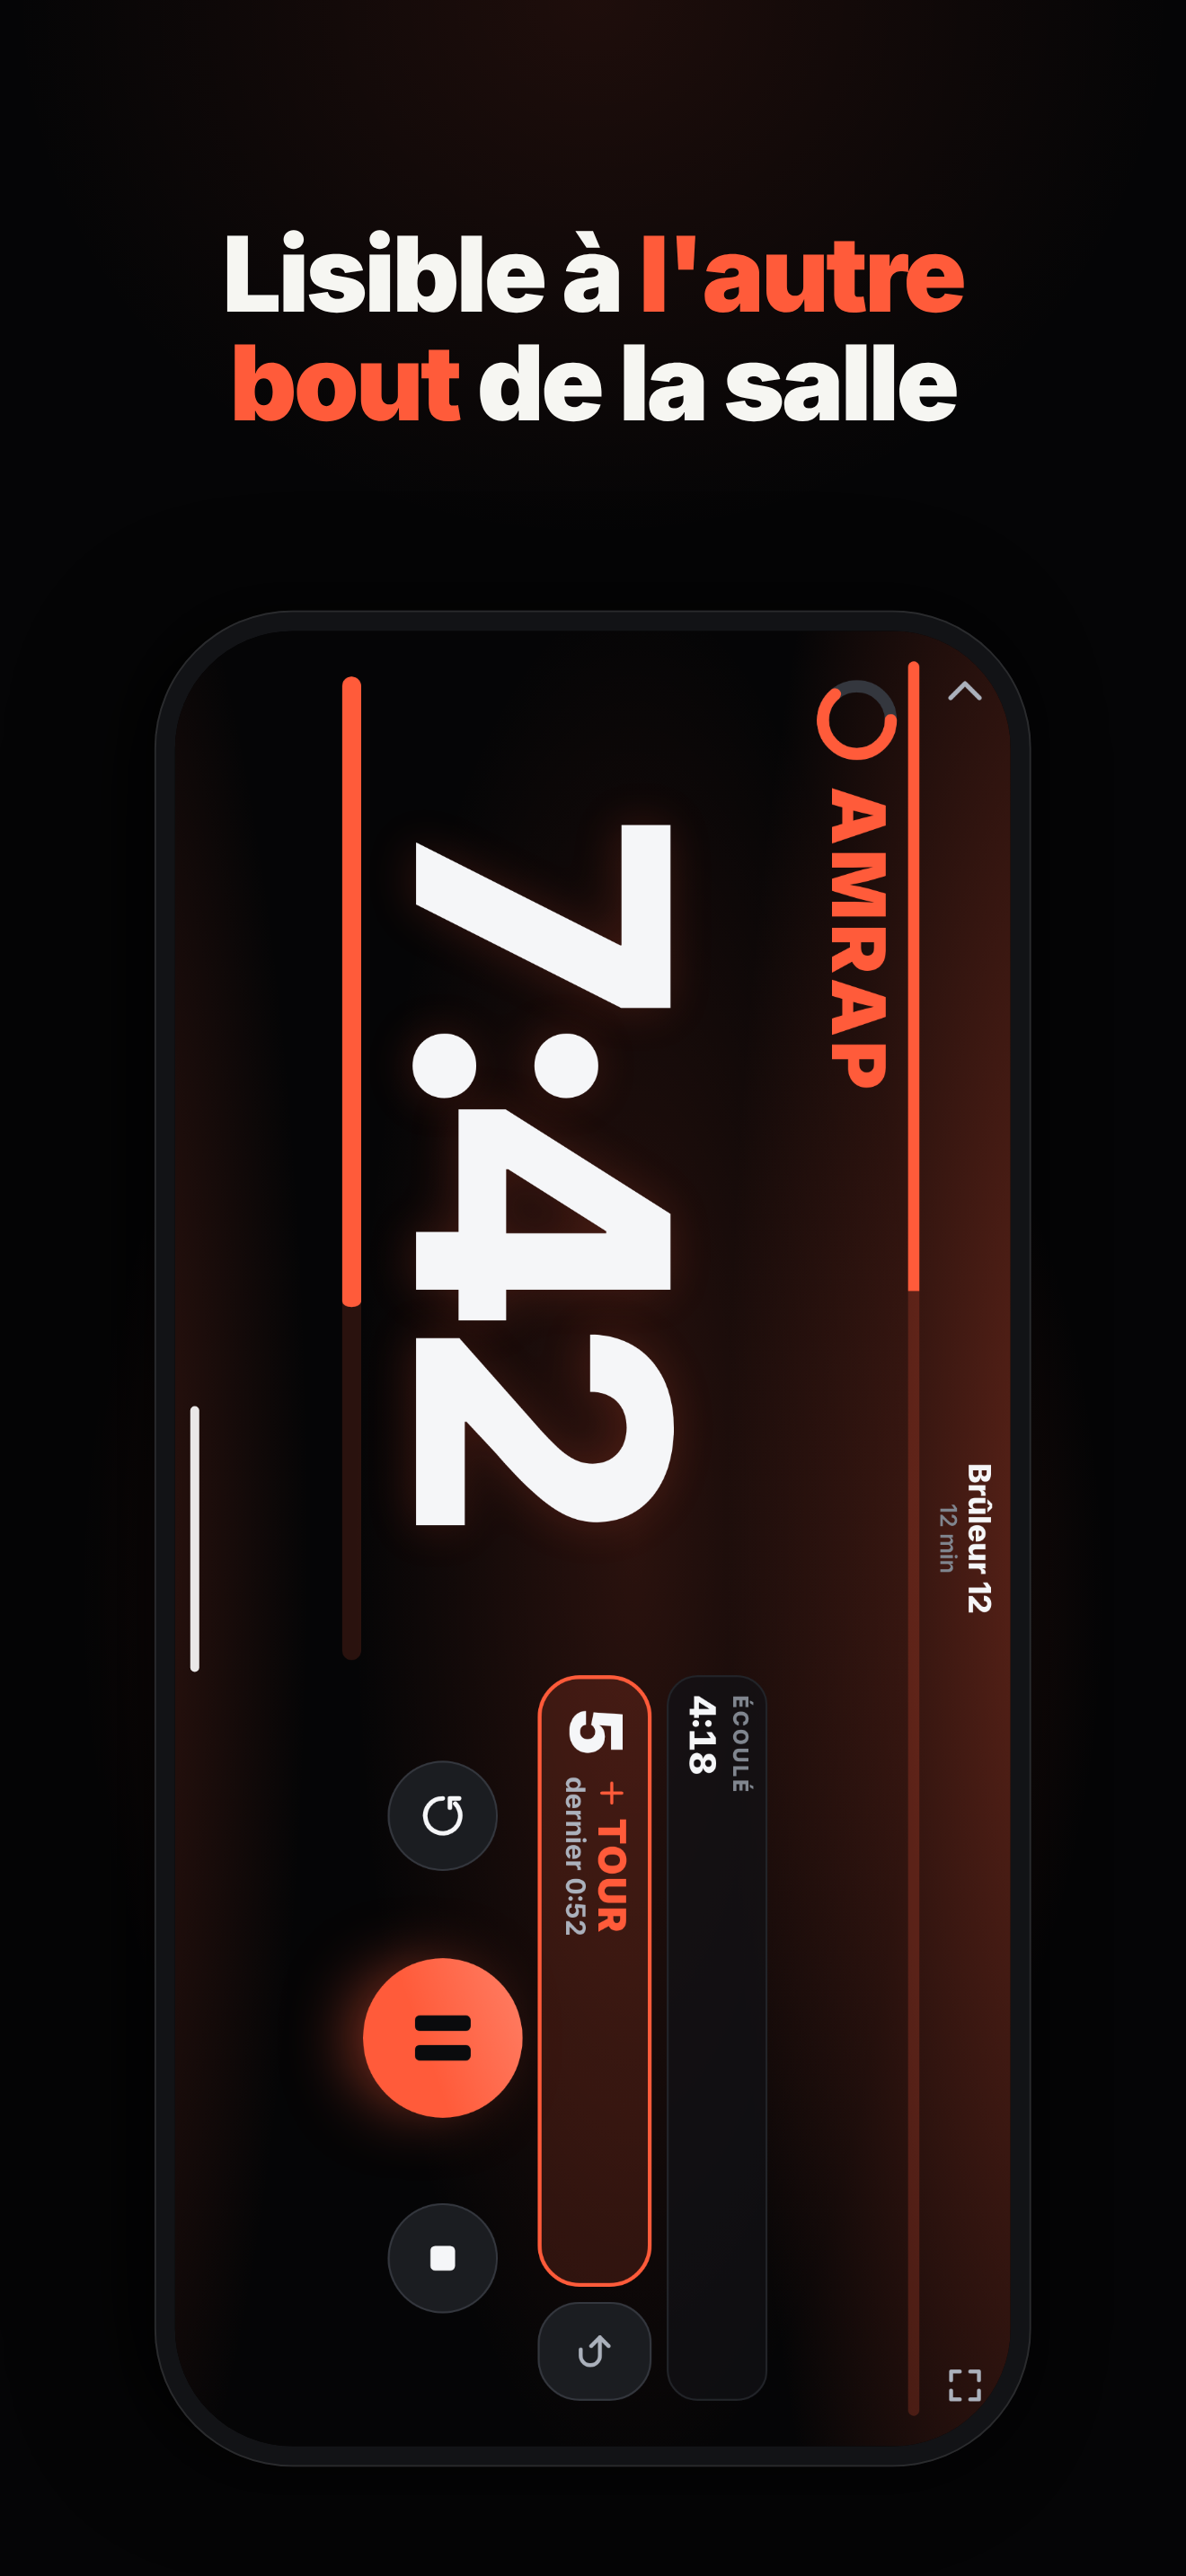 Lisible à l'autre
bout de la salle
Brûleur 12
12 min
AMRAP
7:42
ÉCOULÉ
4:18
5
+ TOUR
dernier 0:52